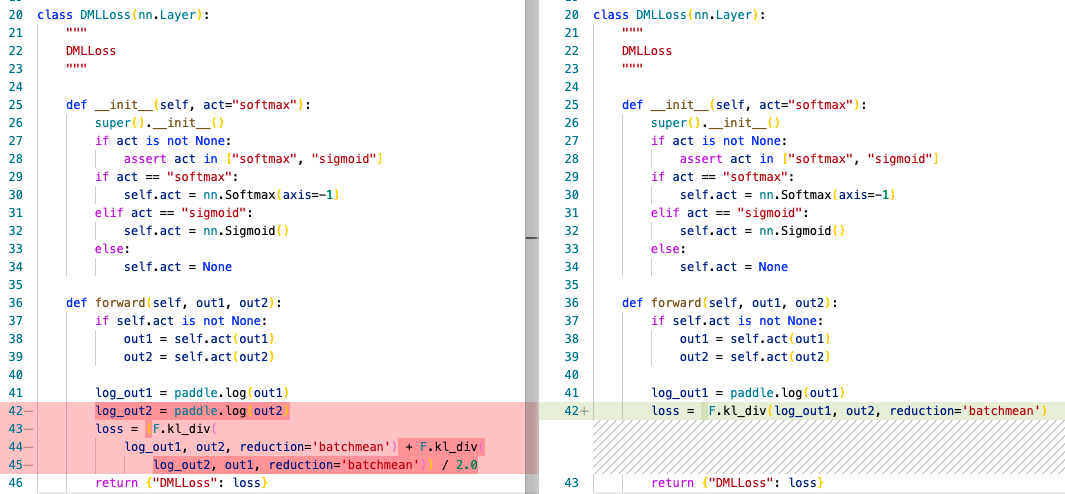 20 class DMLLoss(nn.Layer):
21 """
22 DMLLoss
23 """
24
25 def __init__(self, act="softmax"):
26 super().__init__()
27 if act is not None:
28 assert act in ["softmax", "sigmoid"]
29 if act == "softmax":
30 self.act = nn.Softmax(axis=-1)
31 elif act == "sigmoid":
32 self.act = nn.Sigmoid()
33 else:
34 self.act = None
35
36 def forward(self, out1, out2):
37 if self.act is not None:
38 out1 = self.act(out1)
39 out2 = self.act(out2)
40
41 log_out1 = paddle.log(out1)
42— log_out2 = paddle.log(out2)
43— loss = (F.kl_div(
44— log_out1, out2, reduction='batchmean') + F.kl_div(
45— log_out2, out1, reduction='batchmean')) / 2.0
46 return {"DMLLoss": loss}
20 class DMLLoss(nn.Layer):
21 """
22 DMLLoss
23 """
24
25 def __init__(self, act="softmax"):
26 super().__init__()
27 if act is not None:
28 assert act in ["softmax", "sigmoid"]
29 if act == "softmax":
30 self.act = nn.Softmax(axis=-1)
31 elif act == "sigmoid":
32 self.act = nn.Sigmoid()
33 else:
34 self.act = None
35
36 def forward(self, out1, out2):
37 if self.act is not None:
38 out1 = self.act(out1)
39 out2 = self.act(out2)
40
41 log_out1 = paddle.log(out1)
42+ loss = F.kl_div(log_out1, out2, reduction='batchmean')
43 return {"DMLLoss": loss}